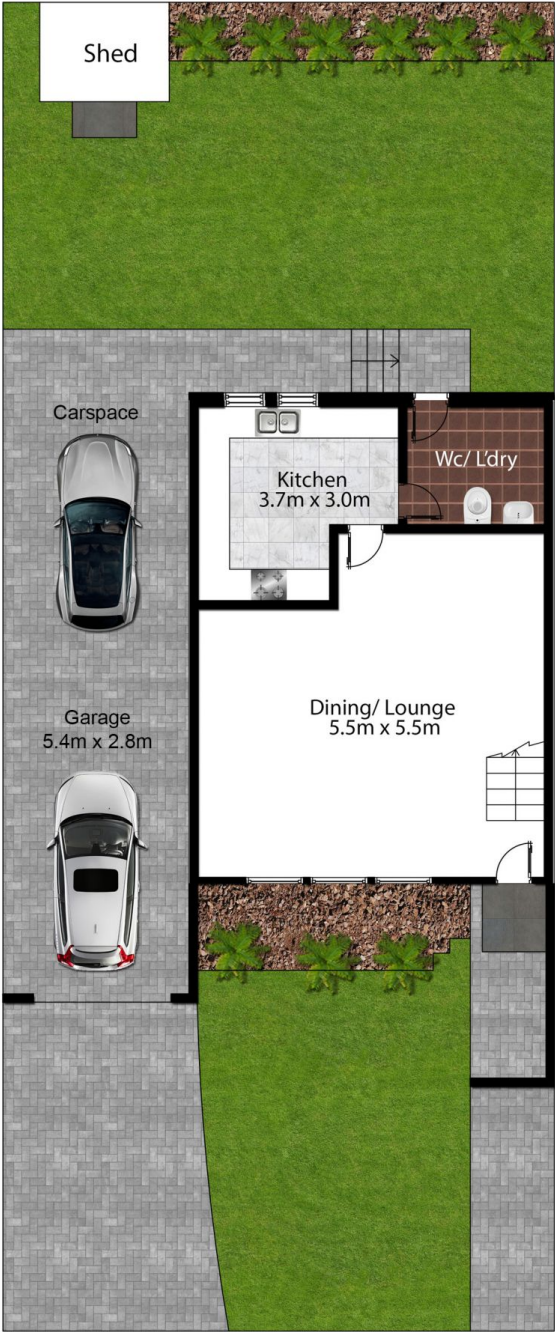 Shed
Carspace
Kitchen
3.7m x 3.0m
Wc/ L'dry
Garage
5.4m x 2.8m
Dining/ Lounge
5.5m x 5.5m